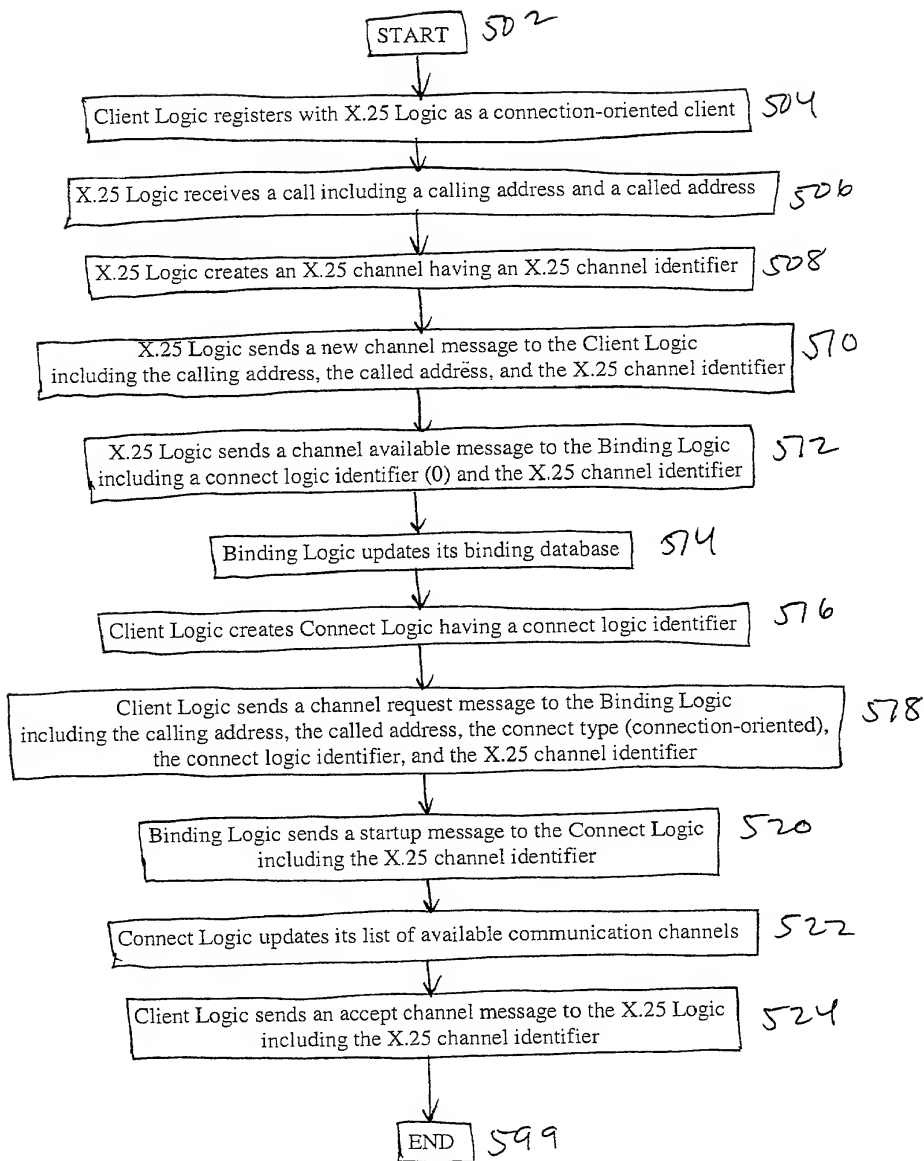 START 502
Client Logic registers with X.25 Logic as a connection-oriented client 504
X.25 Logic receives a call including a calling address and a called address 506
X.25 Logic creates an X.25 channel having an X.25 channel identifier 508
X.25 Logic sends a new channel message to the Client Logic
including the calling address, the called address, and the X.25 channel identifier 510
X.25 Logic sends a channel available message to the Binding Logic
including a connect logic identifier (0) and the X.25 channel identifier 512
Binding Logic updates its binding database 514
Client Logic creates Connect Logic having a connect logic identifier 516
Client Logic sends a channel request message to the Binding Logic
including the calling address, the called address, the connect type (connection-oriented),
the connect logic identifier, and the X.25 channel identifier 518
Binding Logic sends a startup message to the Connect Logic
including the X.25 channel identifier 520
Connect Logic updates its list of available communication channels 522
Client Logic sends an accept channel message to the X.25 Logic
including the X.25 channel identifier 524
END 599